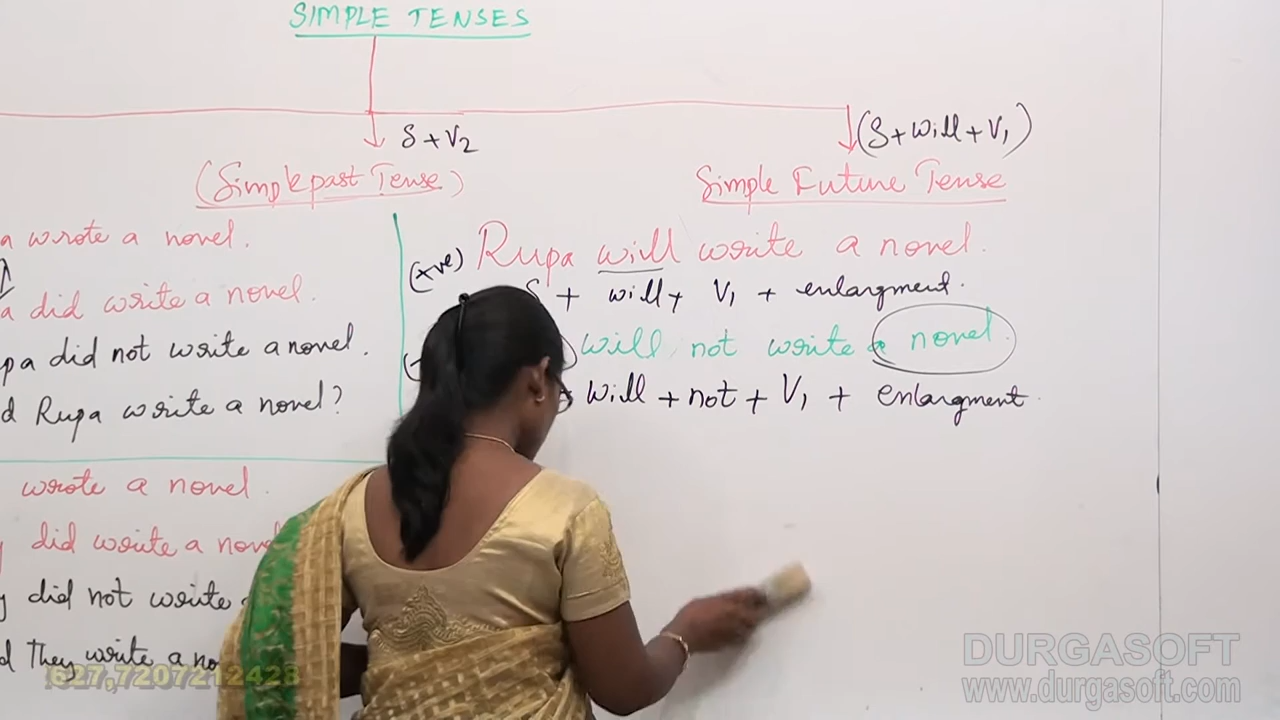 SIMPLE TENSES
S + V2
(S + will + V1)
(Simple past Tense)
Simple Future Tense
a wrote a novel.
a did write a novel.
pa did not write a novel.
d Rupa write a novel?
wrote a novel.
did write a novel
y did not write
d They write a no
(+ve) Rupa will write a novel.
S + will + V1 + enlargment.
will not write a novel.
+ will + not + V1 + enlargment.
627,7207212428
DURGASOFT
www.durgasoft.com